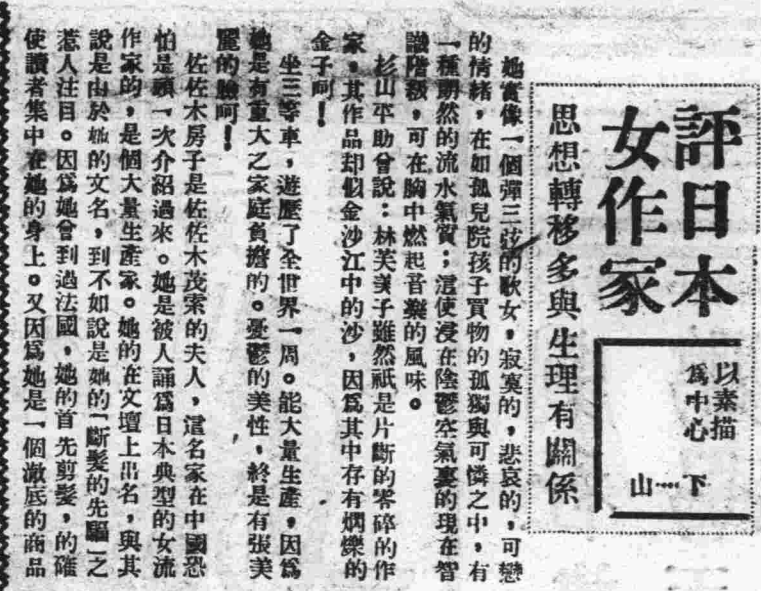 評日本
女作家
以素描
爲中心
下
山
思想轉移多與生理有關係
她實像一個彈三弦的歌女,寂寞的,悲哀的,可戀
的情緒,在如孤兒院孩子買物的孤獨與可憐之中,有
一種明然的流水氣質;這使浸在陰鬱空氣裏的現在智
識階級,可在胸中燃起音樂的風味。
杉山平助曾說:林芙美子雖然祇是片斷的零碎的作
家,其作品却似金沙江中的沙,因爲其中存有燗爍的
金子呵!
坐三等車,遊歷了全世界一周。能大量生產,因爲
她是有重大之家庭負擔的。憂鬱的美性,終是有張美
麗的臉呵!
佐佐木房子是佐佐木茂索的夫人,這名家在中國恐
怕是頭一次介紹過來。她是被人誦爲日本典型的女流
作家的,是個大量生產家。她的在文壇上出名,與其
說是由於她的文名,到不如說是她的「斷髮的先驅」之
惹人注目。因爲她會到過法國,她的首先剪髮,的確
使讀者集中在她的身上。又因爲她是一個澈底的商品